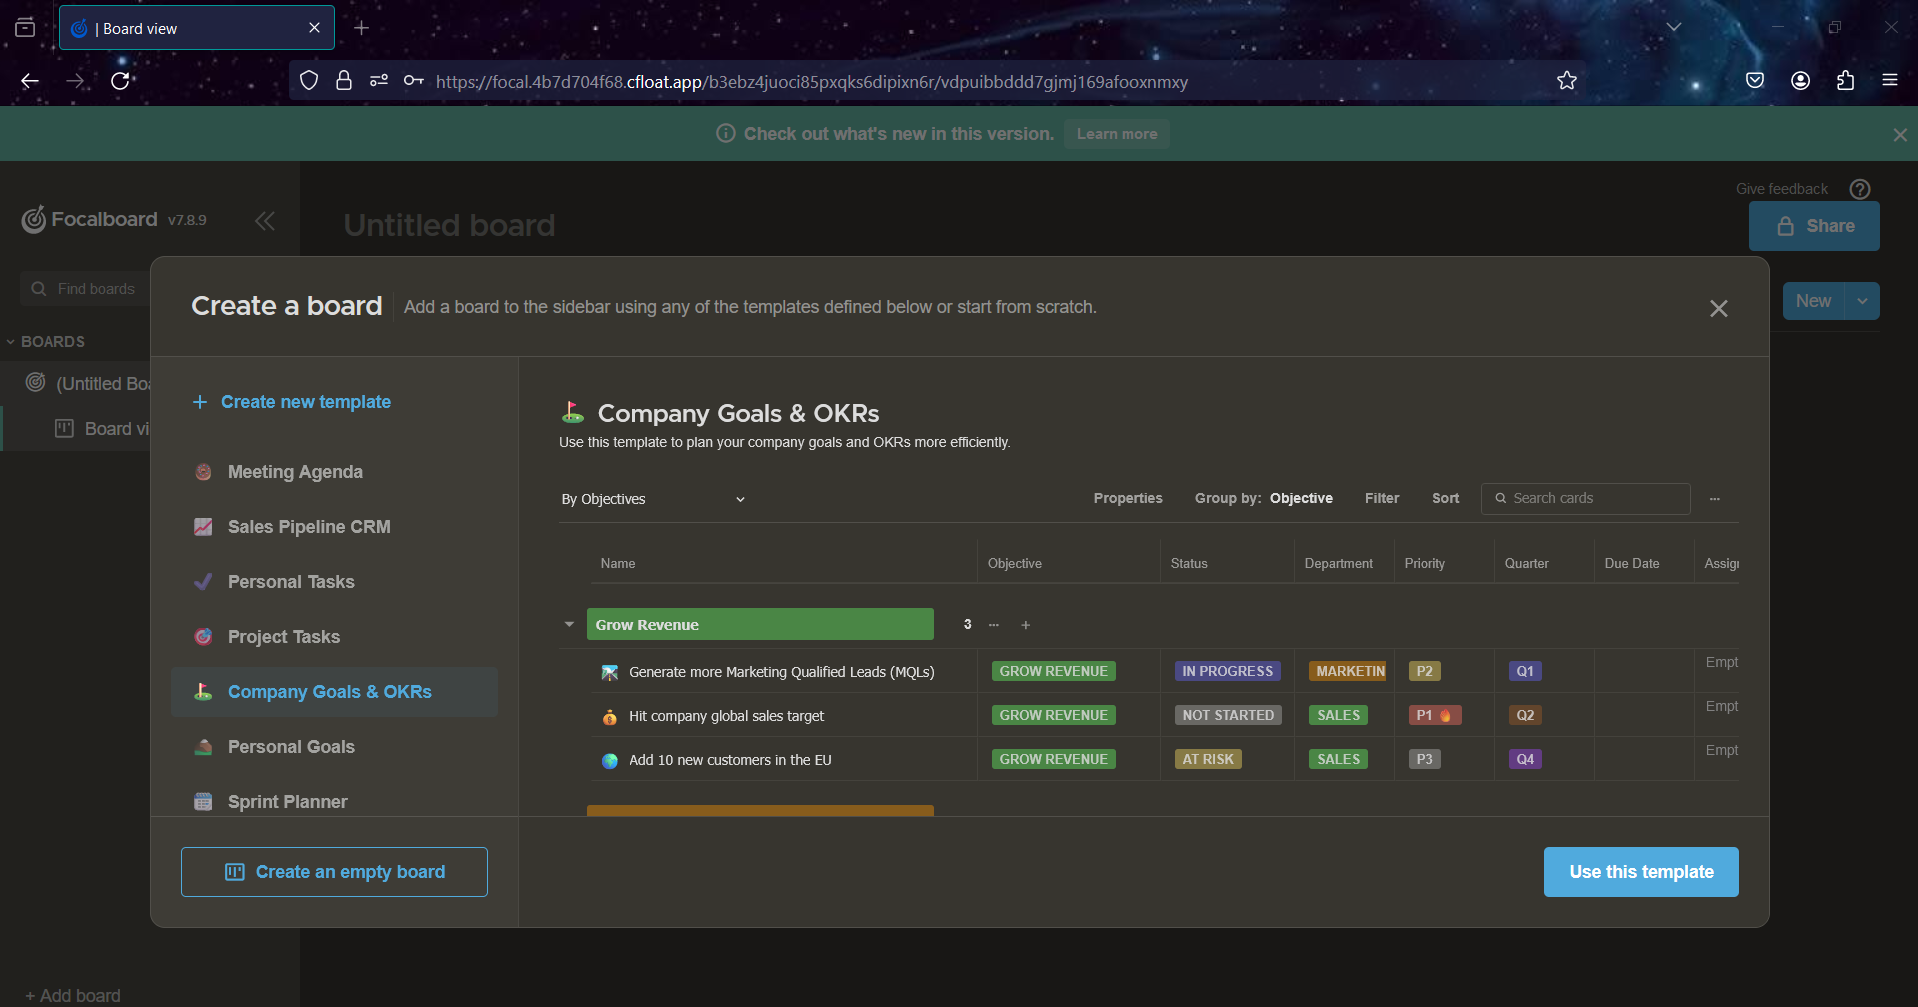 | Board view
https://focal.4b7d704f68.cfloat.app/b3ebz4juoci85pxqks6dipixn6r/vdpuibbddd7gjmj169afooxnmxy
Check out what's new in this version. Learn more
Give feedback
Focalboard v7.8.9
Untitled board
Share
Find boards
New
BOARDS
(Untitled Boa
Board vi
Create a board
Add a board to the sidebar using any of the templates defined below or start from scratch.
+ Create new template
Meeting Agenda
Sales Pipeline CRM
Personal Tasks
Project Tasks
Company Goals & OKRs
Personal Goals
Sprint Planner
Create an empty board
Company Goals & OKRs
Use this template to plan your company goals and OKRs more efficiently.
By Objectives Properties Group by: Objective Filter Sort Search cards ...
Name Objective Status Department Priority Quarter Due Date Assig
Grow Revenue 3 ... +
Generate more Marketing Qualified Leads (MQLs) GROW REVENUE IN PROGRESS MARKETIN P2 Q1 Empt
Hit company global sales target GROW REVENUE NOT STARTED SALES P1 🔥 Q2 Empt
Add 10 new customers in the EU GROW REVENUE AT RISK SALES P3 Q4 Empt
Use this template
+ Add board